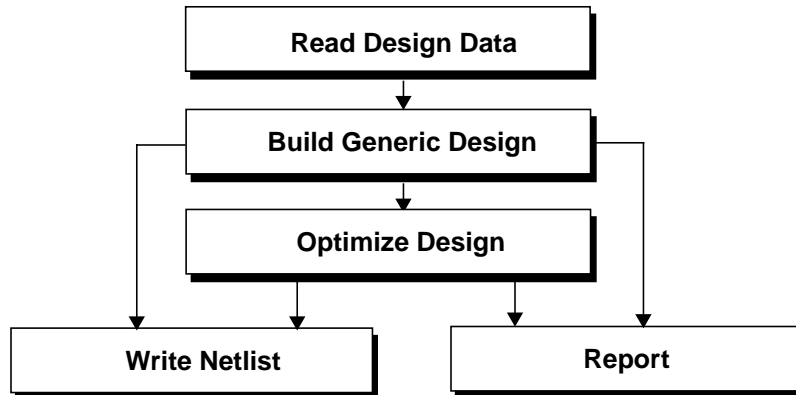 Read Design Data
Build Generic Design
Optimize Design
Write Netlist
Report